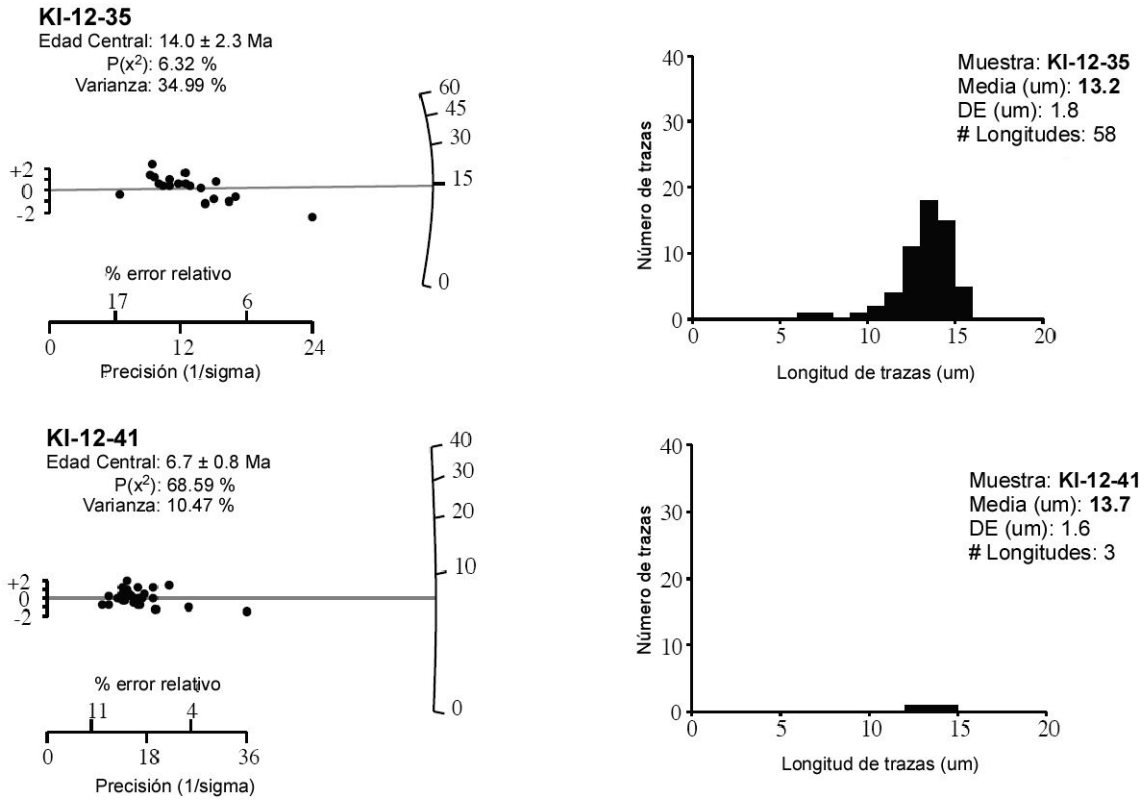 KI-12-35
Edad Central: 14.0 ± 2.3 Ma
P(x²): 6.32 %
Varianza: 34.99 %
60
45
30
15
0
+2
0
-2
% error relativo
17
6
0
12
24
Precisión (1/sigma)
Muestra: KI-12-35
Media (um): 13.2
DE (um): 1.8
# Longitudes: 58
Número de trazas
40
30
20
10
0
0
5
10
15
20
Longitud de trazas (um)
KI-12-41
Edad Central: 6.7 ± 0.8 Ma
P(x²): 68.59 %
Varianza: 10.47 %
40
30
20
10
0
+2
0
-2
% error relativo
11
4
0
18
36
Precisión (1/sigma)
Muestra: KI-12-41
Media (um): 13.7
DE (um): 1.6
# Longitudes: 3
Número de trazas
40
30
20
10
0
0
5
10
15
20
Longitud de trazas (um)